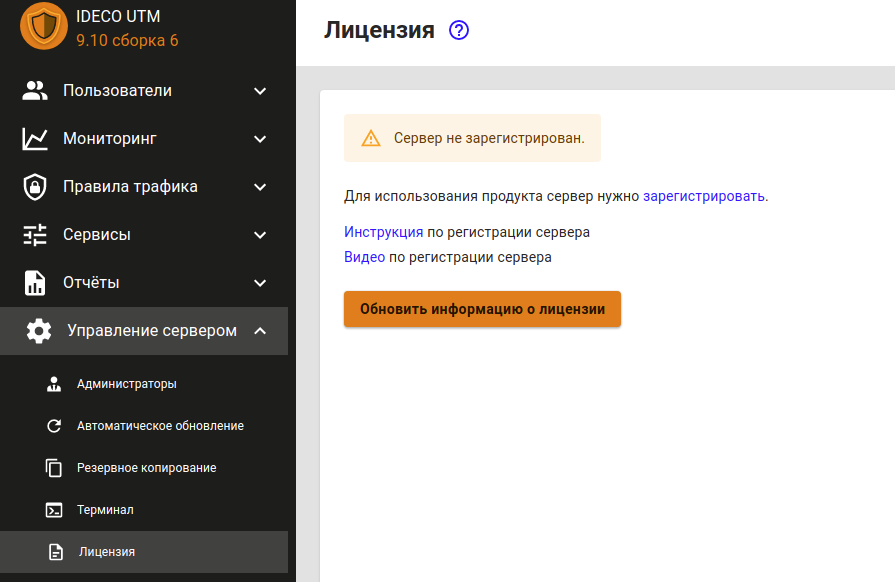 IDECO UTM
9.10 сборка 6
Пользователи
Мониторинг
Правила трафика
Сервисы
Отчёты
Управление сервером
Администраторы
Автоматическое обновление
Резервное копирование
Терминал
Лицензия
Лицензия
Сервер не зарегистрирован.
Для использования продукта сервер нужно зарегистрировать.
Инструкция по регистрации сервера
Видео по регистрации сервера
Обновить информацию о лицензии